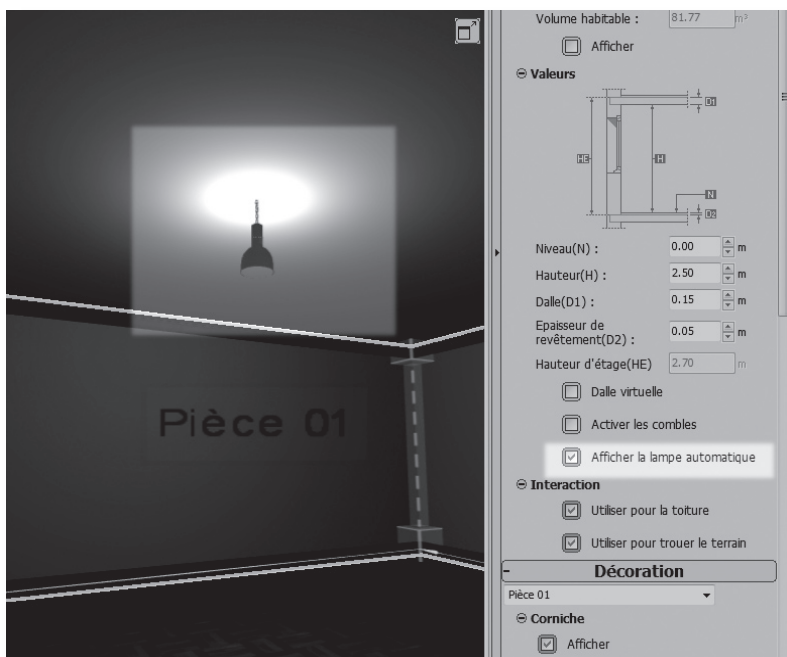 Volume habitable : 81.77 m³
Afficher
Valeurs
D1
HE H
N
D2
Niveau(N) : 0.00 m
Hauteur(H) : 2.50 m
Dalle(D1) : 0.15 m
Epaisseur de
revêtement(D2) : 0.05 m
Hauteur d'étage(HE) 2.70 m
Dalle virtuelle
Activer les combles
Afficher la lampe automatique
Interaction
Utiliser pour la toiture
Utiliser pour trouer le terrain
- Décoration
Pièce 01
Corniche
Afficher
Pièce 01